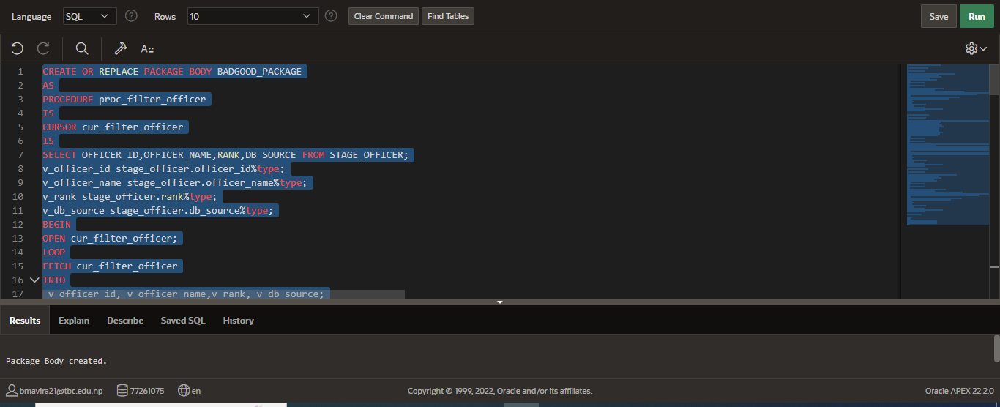 Language SQL Rows 10 Clear Command Find Tables Save Run
A::
1 CREATE OR REPLACE PACKAGE BODY BADGOOD_PACKAGE
2 AS
3 PROCEDURE proc_filter_officer
4 IS
5 CURSOR cur_filter_officer
6 IS
7 SELECT OFFICER_ID,OFFICER_NAME,RANK,DB_SOURCE FROM STAGE_OFFICER;
8 v_officer_id stage_officer.officer_id%type;
9 v_officer_name stage_officer.officer_name%type;
10 v_rank stage_officer.rank%type;
11 v_db_source stage_officer.db_source%type;
12 BEGIN
13 OPEN cur_filter_officer;
14 LOOP
15 FETCH cur_filter_officer
16 INTO
17 v_officer_id, v_officer_name,v_rank, v_db_source;
Results Explain Describe Saved SQL History
Package Body created.
bmavira21@tbc.edu.np 77261075 en Copyright © 1999, 2022, Oracle and/or its affiliates. Oracle APEX 22.2.0